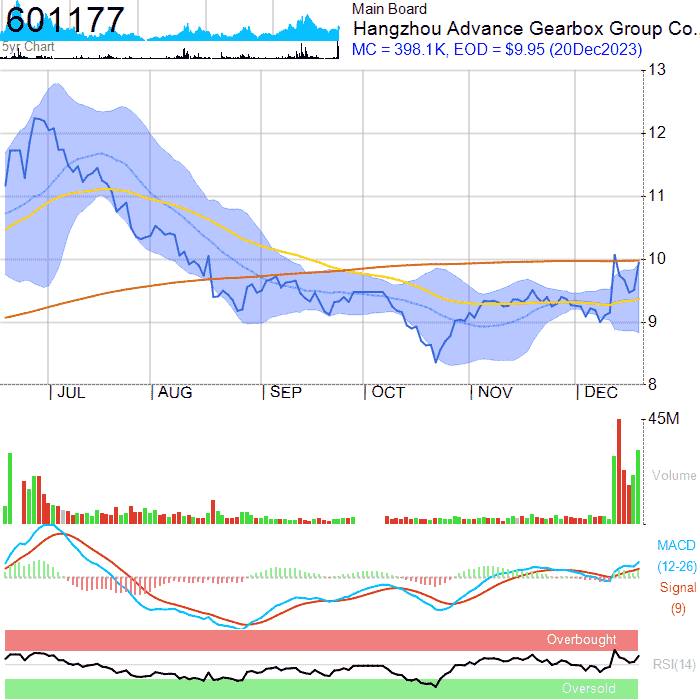 601177
5yr Chart
Main Board
Hangzhou Advance Gearbox Group Co..
MC = 398.1K, EOD = $9.95 (20Dec2023)
13
12
11
10
9
8
JUL AUG SEP OCT NOV DEC
45M
Volume
MACD
(12-26)
Signal
(9)
Overbought
RSI(14)
Oversold